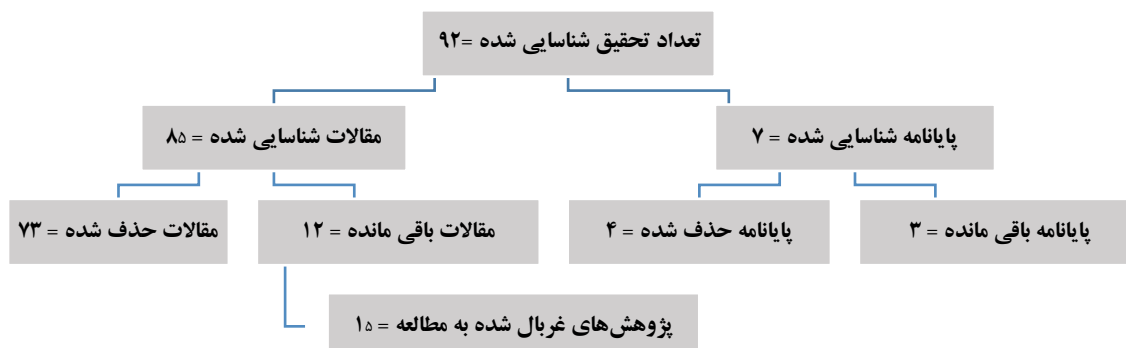 تعداد تحقیق شناسایی شده =۹۲
پایانامه شناسایی شده = ۷
مقالات شناسایی شده = ۸۵
پایانامه باقی مانده = ۳
پایانامه حذف شده = ۴
مقالات باقی مانده = ۱۲
مقالات حذف شده = ۷۳
پژوهش‌های غربال شده به مطالعه = ۱۵